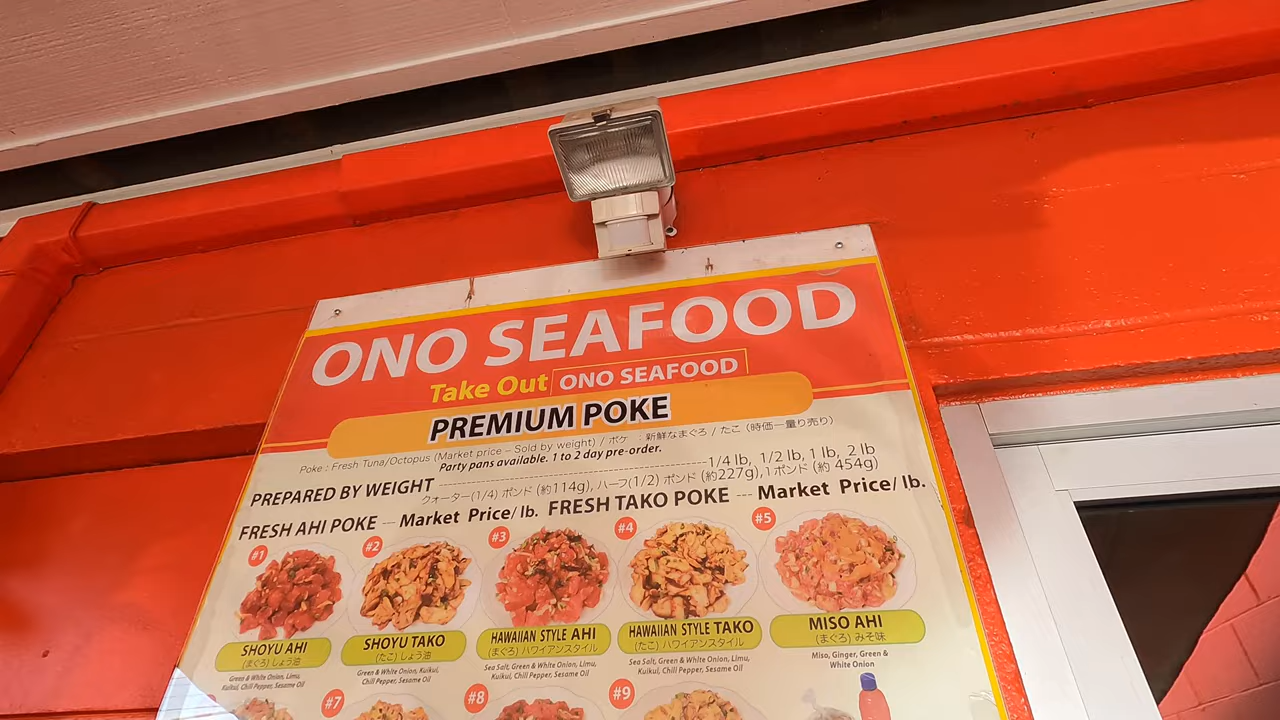 ONO SEAFOOD
Take Out ONO SEAFOOD
PREMIUM POKE
Poke : Fresh Tuna/Octopus (Market price – Sold by weight) / ポケ : 新鮮なまぐろ / たこ (時価一量り売り)
Party pans available. 1 to 2 day pre-order.
PREPARED BY WEIGHT ---1/4 lb, 1/2 lb, 1 lb, 2 lb
クォーター(1/4) ポンド (約114g), ハーフ(1/2) ポンド (約227g), 1ポンド (約 454g)
FRESH AHI POKE --- Market Price/ lb. FRESH TAKO POKE --- Market Price/ lb.
#1 #2 #3 #4 #5
SHOYU AHI
(まぐろ) しょう油
Green & White Onion, Limu,
Kukui, Chili Pepper, Sesame Oil
SHOYU TAKO
(たこ) しょう油
Green & White Onion, Kukui,
Chili Pepper, Sesame Oil
HAWAIIAN STYLE AHI
(まぐろ) ハワイアンスタイル
Sea Salt, Green & White Onion, Limu,
Kukui, Chili Pepper, Sesame Oil
HAWAIIAN STYLE TAKO
(たこ) ハワイアンスタイル
Sea Salt, Green & White Onion, Limu,
Kukui, Chili Pepper, Sesame Oil
MISO AHI
(まぐろ) みそ味
Miso, Ginger, Green &
White Onion
#7 #8 #9